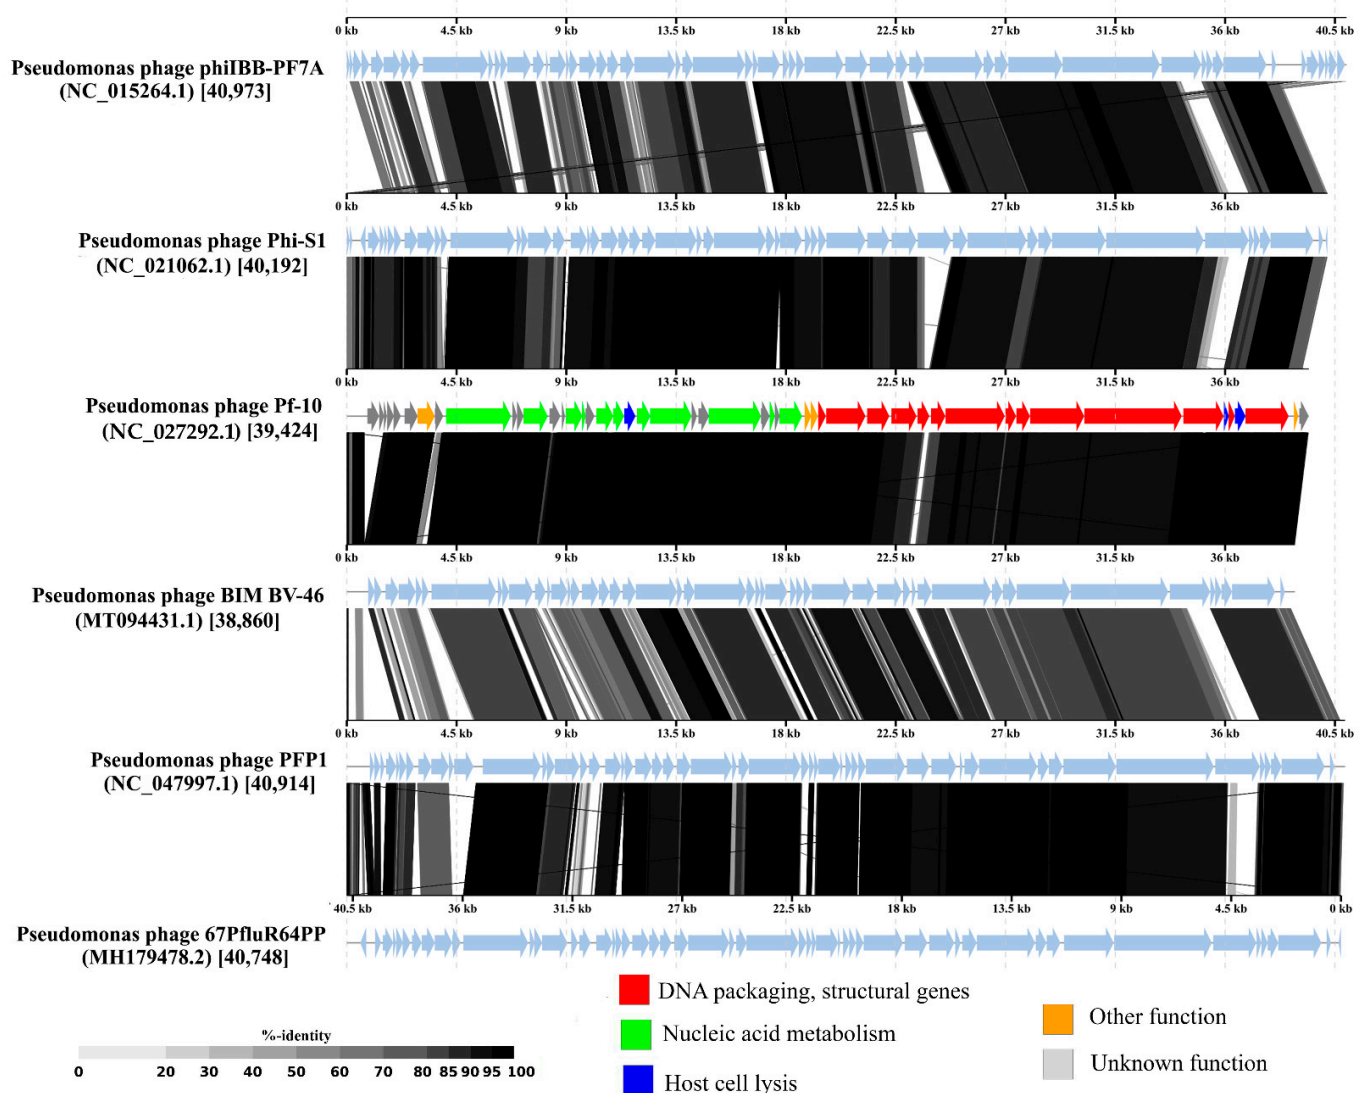 0 kb 4.5 kb 9 kb 13.5 kb 18 kb 22.5 kb 27 kb 31.5 kb 36 kb 40.5 kb
Pseudomonas phage phiIBB-PF7A
(NC_015264.1) [40,973]
0 kb 4.5 kb 9 kb 13.5 kb 18 kb 22.5 kb 27 kb 31.5 kb 36 kb 40.5 kb
Pseudomonas phage Phi-S1
(NC_021062.1) [40,192]
0 kb 4.5 kb 9 kb 13.5 kb 18 kb 22.5 kb 27 kb 31.5 kb 36 kb
Pseudomonas phage Pf-10
(NC_027292.1) [39,424]
0 kb 4.5 kb 9 kb 13.5 kb 18 kb 22.5 kb 27 kb 31.5 kb 36 kb
Pseudomonas phage BIM BV-46
(MT094431.1) [38,860]
0 kb 4.5 kb 9 kb 13.5 kb 18 kb 22.5 kb 27 kb 31.5 kb 36 kb 40.5 kb
Pseudomonas phage PFP1
(NC_047997.1) [40,914]
40.5 kb 36 kb 31.5 kb 27 kb 22.5 kb 18 kb 13.5 kb 9 kb 4.5 kb 0 kb
Pseudomonas phage 67PfluR64PP
(MH179478.2) [40,748]
DNA packaging, structural genes
Nucleic acid metabolism
Host cell lysis
Other function
Unknown function
%-identity
0 20 30 40 50 60 70 80 85 90 95 100